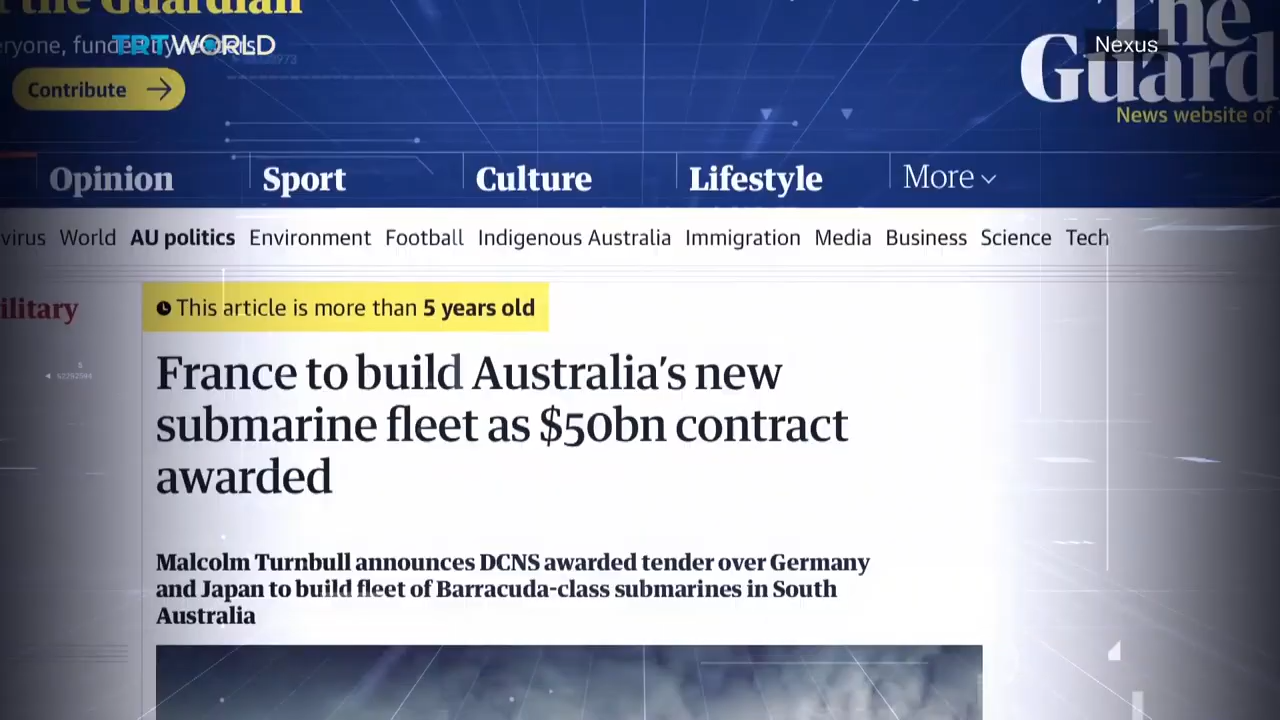 the Guardian
eryone, funded by readers
TRT WORLD
Nexus
Contribute
The
Guard
News website of
Opinion
Sport
Culture
Lifestyle
More
virus World AU politics Environment Football Indigenous Australia Immigration Media Business Science Tech
ilitary
This article is more than 5 years old
France to build Australia’s new
submarine fleet as $50bn contract
awarded
Malcolm Turnbull announces DCNS awarded tender over Germany
and Japan to build fleet of Barracuda-class submarines in South
Australia